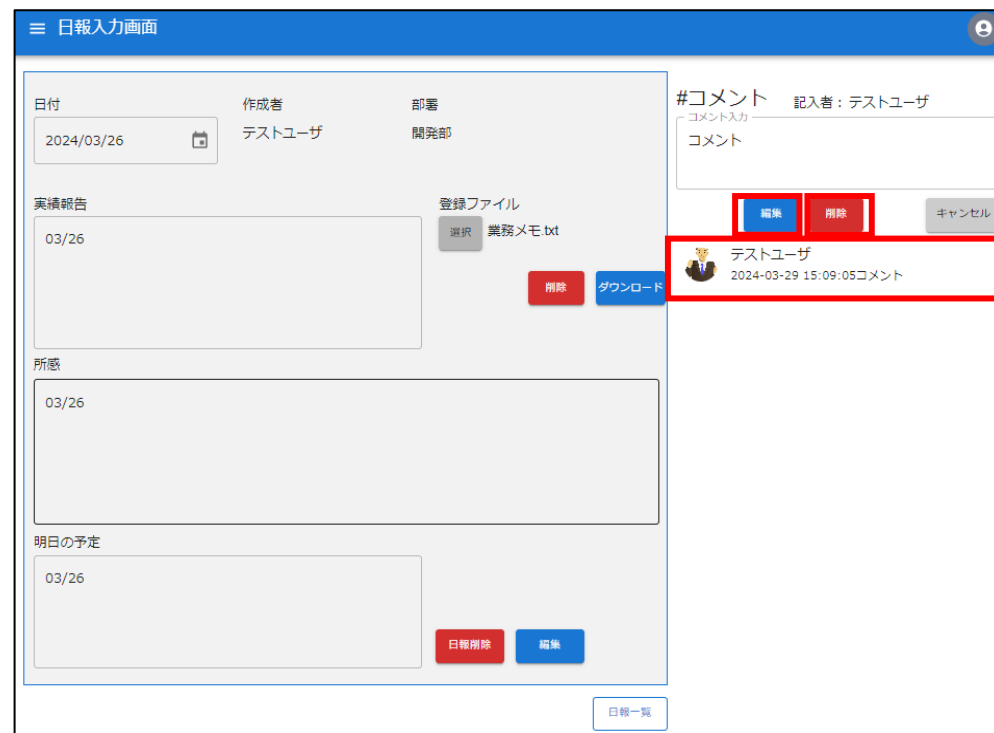 日報入力画面
日付
作成者
部署
2024/03/26
テストユーザ
開発部
実績報告
03/26
登録ファイル
選択 業務メモ.txt
削除
ダウンロード
所感
03/26
明日の予定
03/26
日報削除
編集
日報一覧
#コメント 記入者：テストユーザ
コメント入力
コメント
編集
削除
キャンセル
テストユーザ
2024-03-29 15:09:05コメント